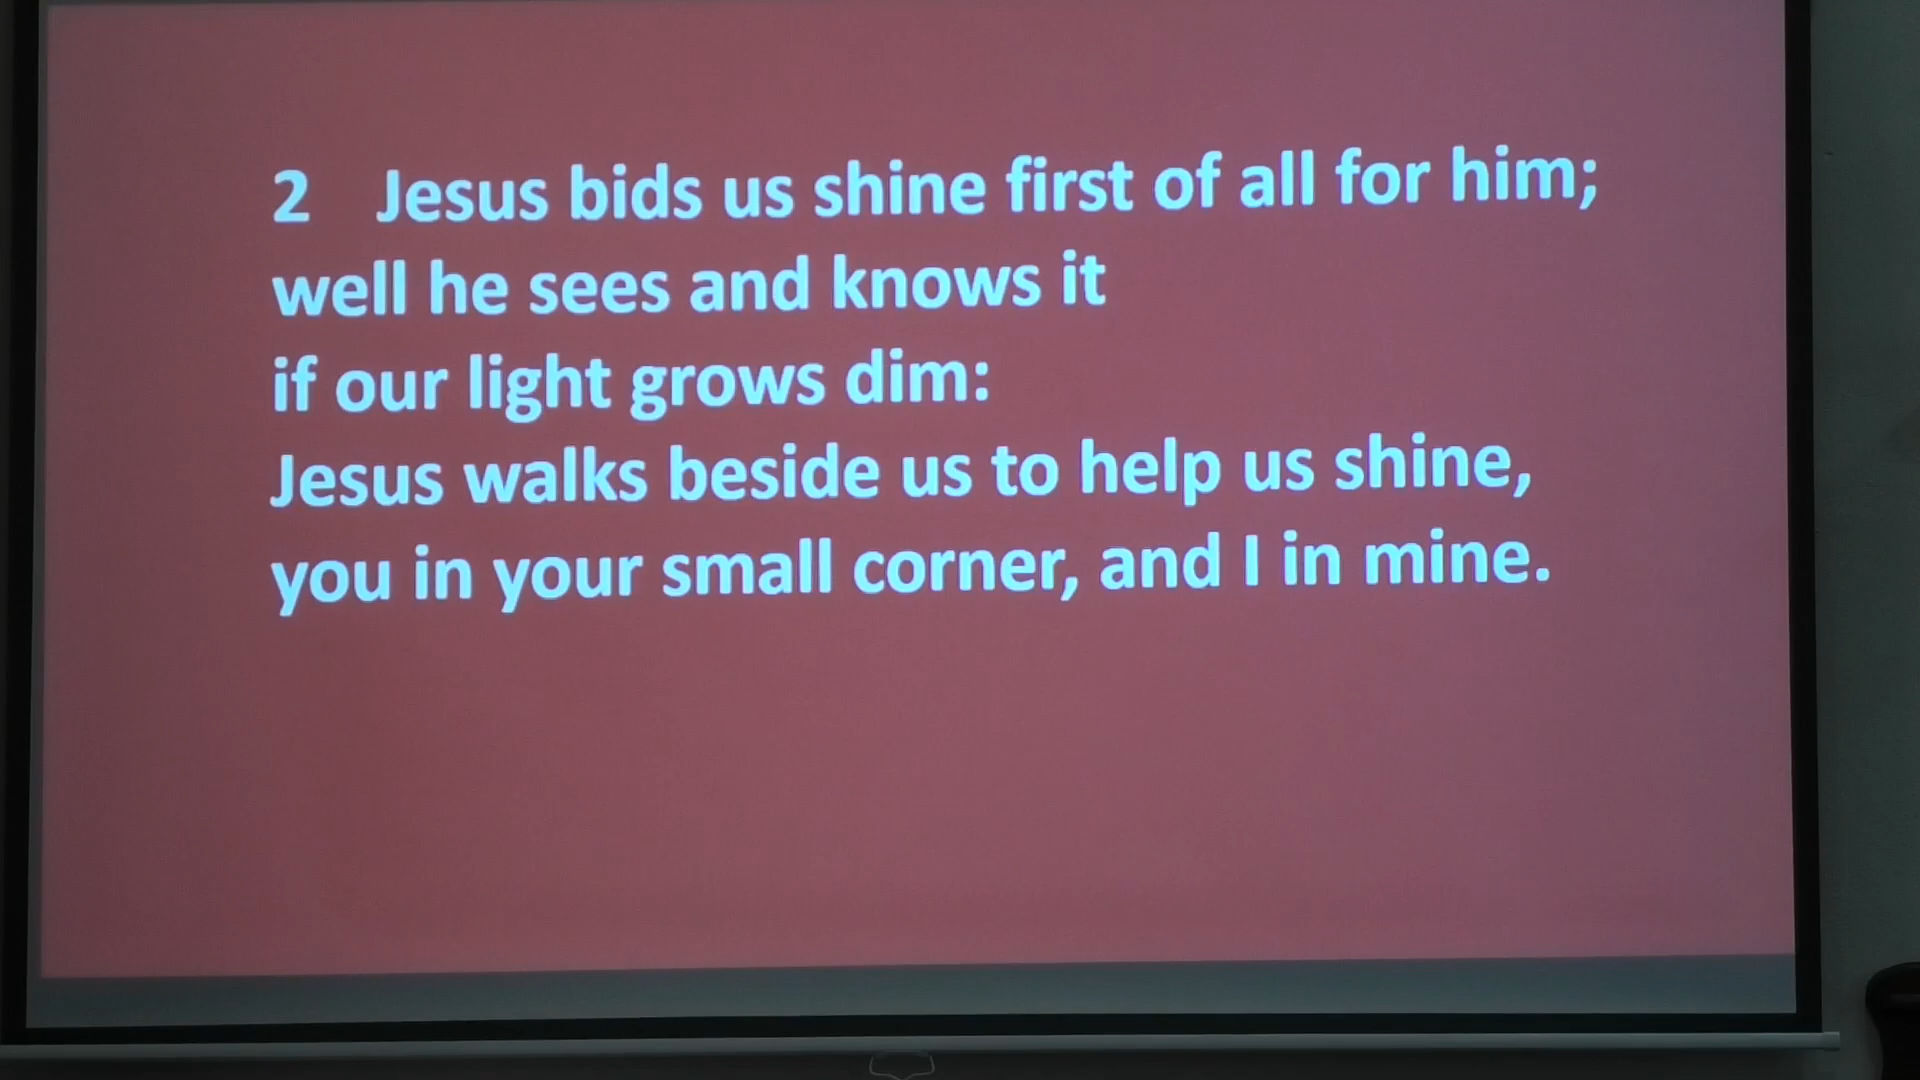 2 Jesus bids us shine first of all for him;
well he sees and knows it
if our light grows dim:
Jesus walks beside us to help us shine,
you in your small corner, and I in mine.